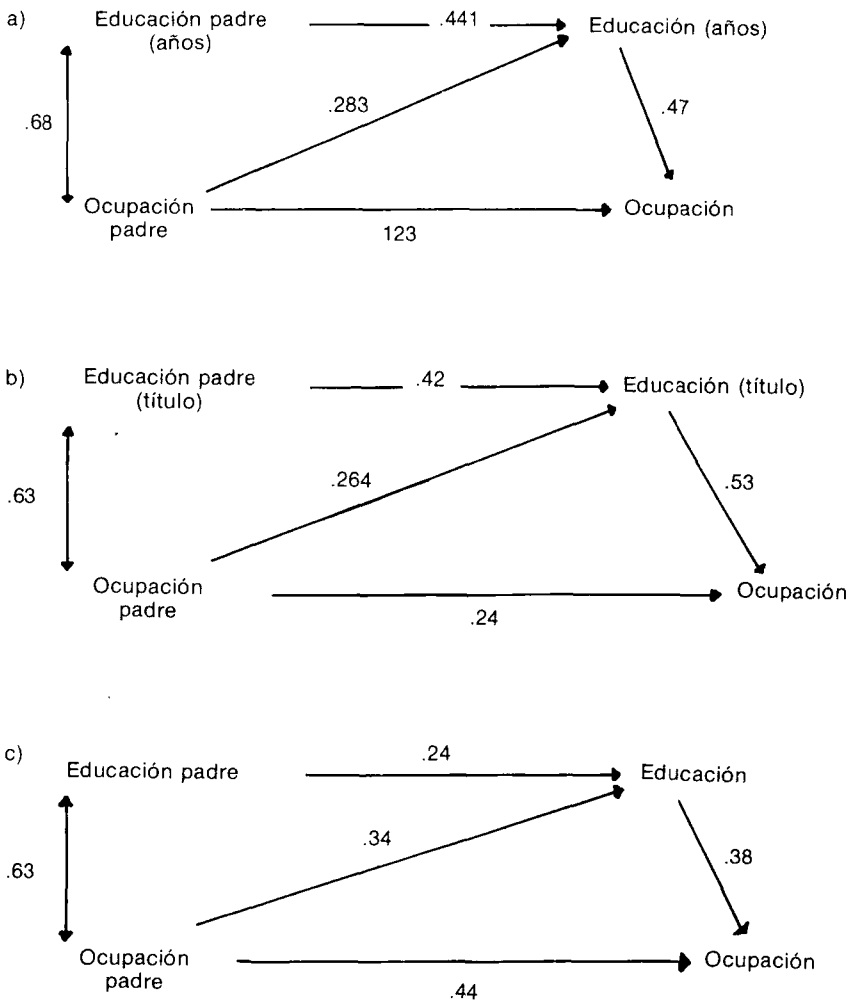 a)
Educación padre
(años)
.441
Educación (años)
.283
.68
.47
Ocupación
padre
123
Ocupación
b)
Educación padre
(título)
.42
Educación (título)
.264
.63
.53
Ocupación
padre
.24
Ocupación
c)
Educación padre
.24
Educación
.34
.63
.38
Ocupación
padre
.44
Ocupación